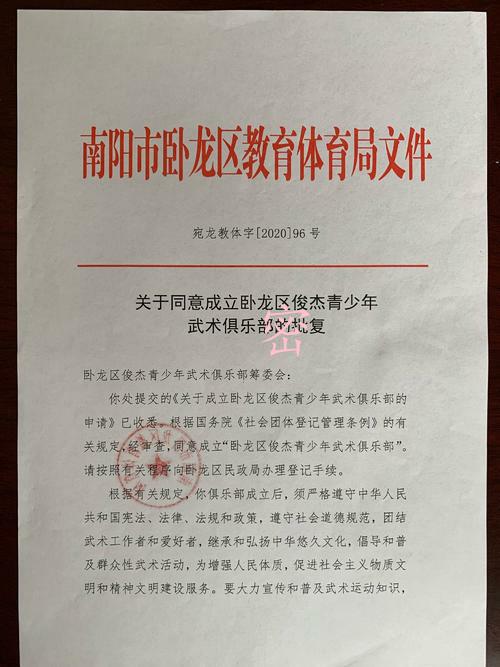 南阳市卧龙区教育体育局文件
宛龙教体字[2020]96 号
关于同意成立卧龙区俊杰青少年
武术俱乐部的批复
密
卧龙区俊杰青少年武术俱乐部筹委会：
你处提交的《关于成立卧龙区俊杰青少年武术俱乐部的
申请》已收悉。根据国务院《社会团体登记管理条例》的有
关规定,经审查,同意成立“卧龙区俊杰青少年武术俱乐部”。
请按照有关程序向卧龙区民政局办理登记手续。
根据有关规定，你俱乐部成立后，须严格遵守中华人民
共和国宪法、法律、法规和政策，遵守社会道德规范，团结
武术工作者和爱好者，继承和弘扬中华悠久文化，倡导和普
及群众性武术活动，为增强人民体质，促进社会主义物质文
明和精神文明建设服务。要大力宣传和普及武术运动知识，